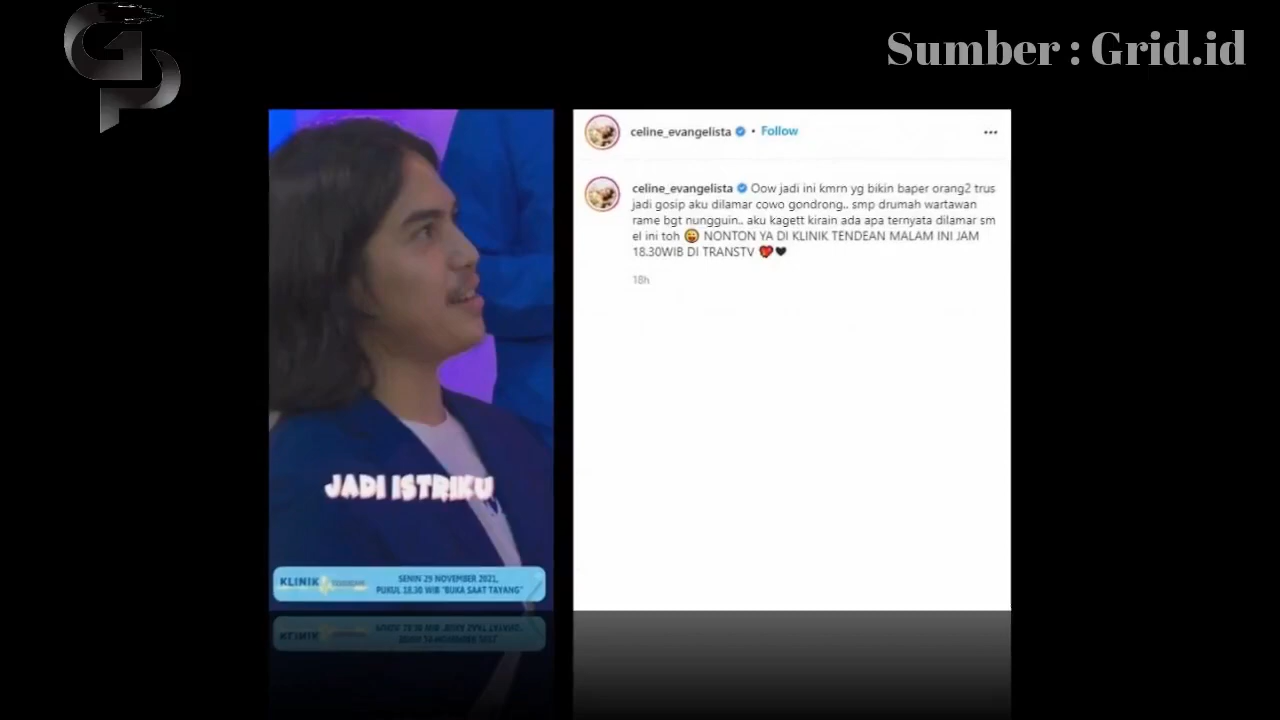 Sumber : Grid.id
celine_evangelista • Follow
celine_evangelista Oow jadi ini kmrn yg bikin baper orang2 trus
jadi gosip aku dilamar cowo gondrong.. smp drumah wartawan
rame bgt nungguin.. aku kagett kirain ada apa ternyata dilamar sm
el ini toh 😜 NONTON YA DI KLINIK TENDEAN MALAM INI JAM
18.30WIB DI TRANSTV 💖🖤
18h
JADI ISTRIKU
KLINIK
SENIN 29 NOVEMBER 2021,
PUKUL 18.30 WIB "BUKA SAAT TAYANG"